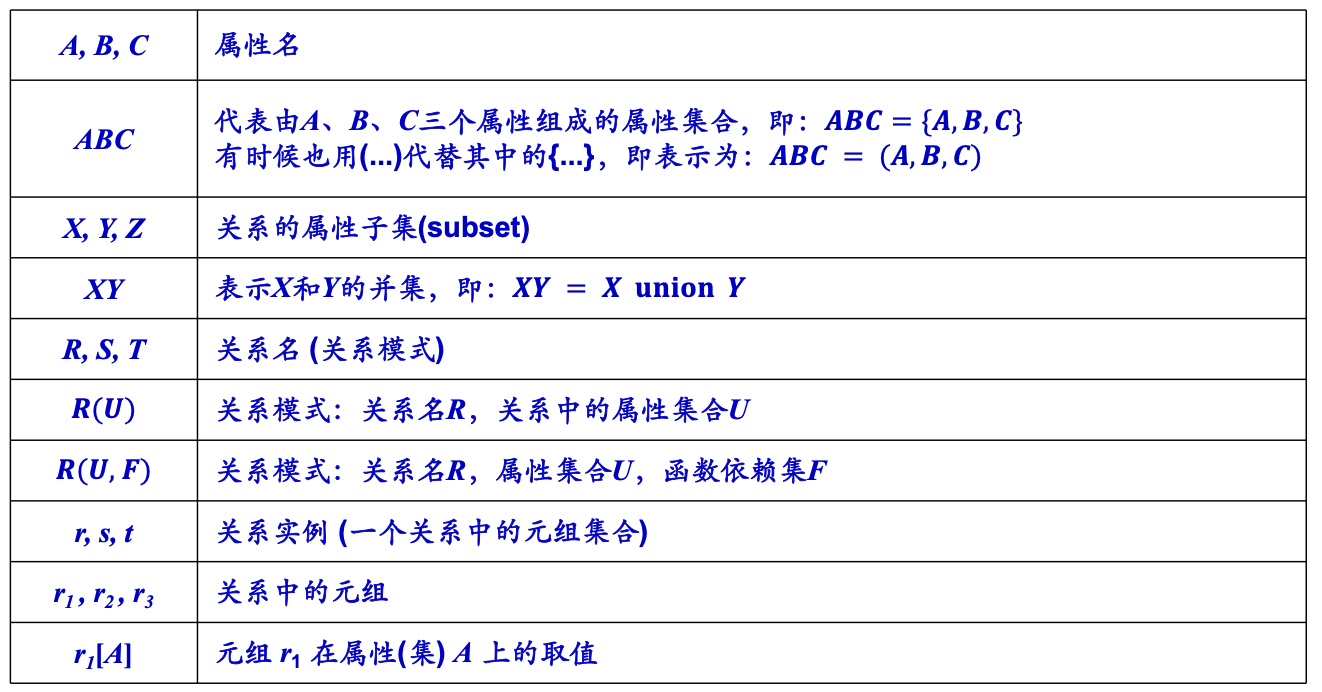 A, B, C 属性名
ABC 代表由A、B、C三个属性组成的属性集合，即：ABC = {A, B, C}
有时候也用(...)代替其中的{...}，即表示为：ABC = (A, B, C)
X, Y, Z 关系的属性子集(subset)
XY 表示X和Y的并集，即：XY = X union Y
R, S, T 关系名 (关系模式)
R(U) 关系模式：关系名R，关系中的属性集合U
R(U, F) 关系模式：关系名R，属性集合U，函数依赖集F
r, s, t 关系实例 (一个关系中的元组集合)
r₁ , r₂ , r₃ 关系中的元组
r₁[A] 元组 r₁ 在属性(集) A 上的取值